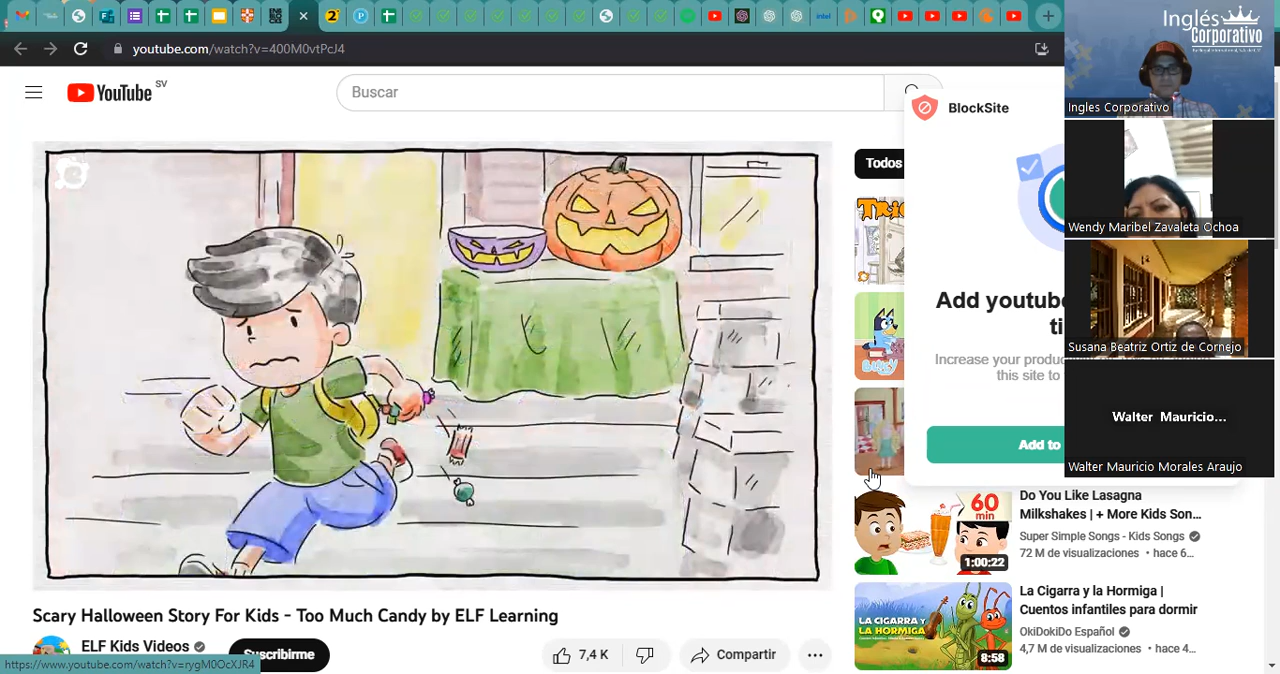 youtube.com/watch?v=400M0vtPcJ4
YouTube SV
Buscar
BlockSite
Todos
Add youtube
Increase your produ
this site to
Add to
Inglés
Corporativo
Ingles Corporativo
Wendy Maribel Zavaleta Ochoa
Susana Beatriz Ortiz de Cornejo
Walter Mauricio...
Walter Mauricio Morales Araujo
60
min
1:00:22
Do You Like Lasagna
Milkshakes | + More Kids Son...
Super Simple Songs - Kids Songs
72 M de visualizaciones • hace 6...
LA CIGARRA Y
LA HORMIGA
8:58
La Cigarra y la Hormiga |
Cuentos infantiles para dormir
OkiDokiDo Español
4,7 M de visualizaciones • hace 4...
Scary Halloween Story For Kids - Too Much Candy by ELF Learning
ELF Kids Videos
Suscribirme
7,4 K
Compartir
https://www.youtube.com/watch?v=rygM0OcXJR4